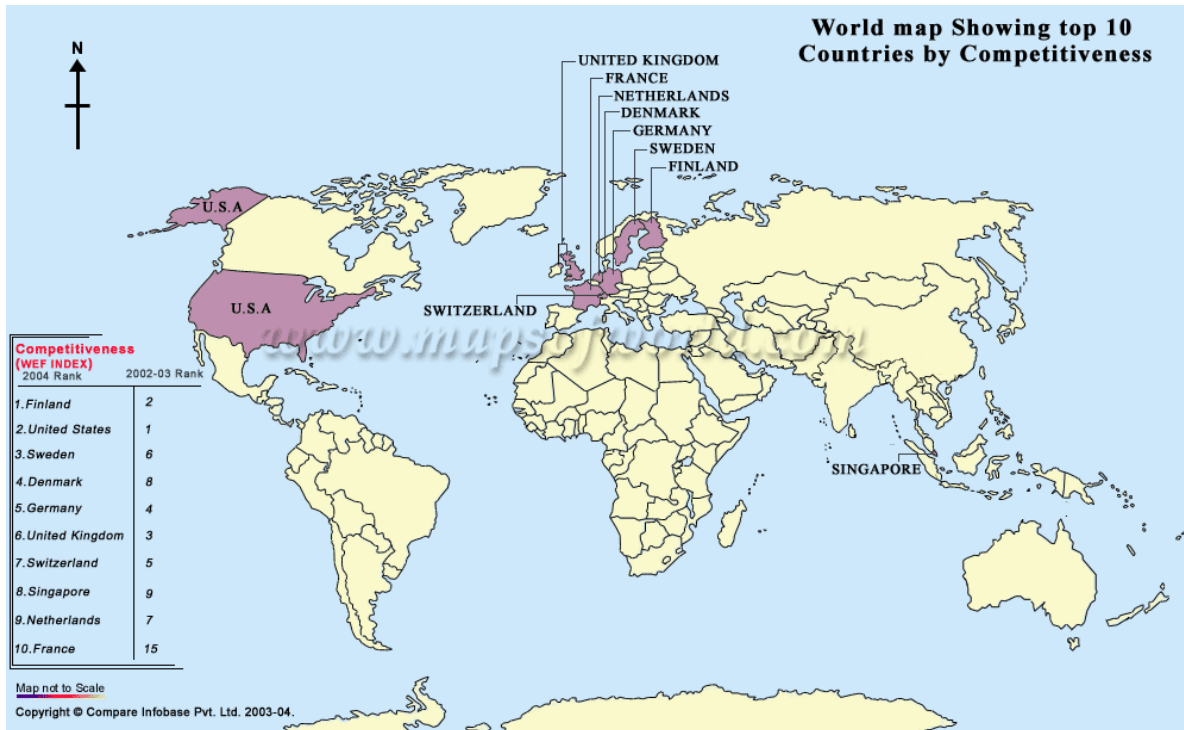 World map Showing top 10
Countries by Competitiveness
N
UNITED KINGDOM
FRANCE
NETHERLANDS
DENMARK
GERMANY
SWEDEN
FINLAND
U.S.A
U.S.A
SWITZERLAND
www.mapsofworld.com
SINGAPORE
Competitiveness
(WEF INDEX)
2004 Rank 2002-03 Rank
1.Finland 2
2.United States 1
3.Sweden 6
4.Denmark 8
5.Germany 4
6.United Kingdom 3
7.Switzerland 5
8.Singapore 9
9.Netherlands 7
10.France 15
Map not to Scale
Copyright © Compare Infobase Pvt. Ltd. 2003-04.